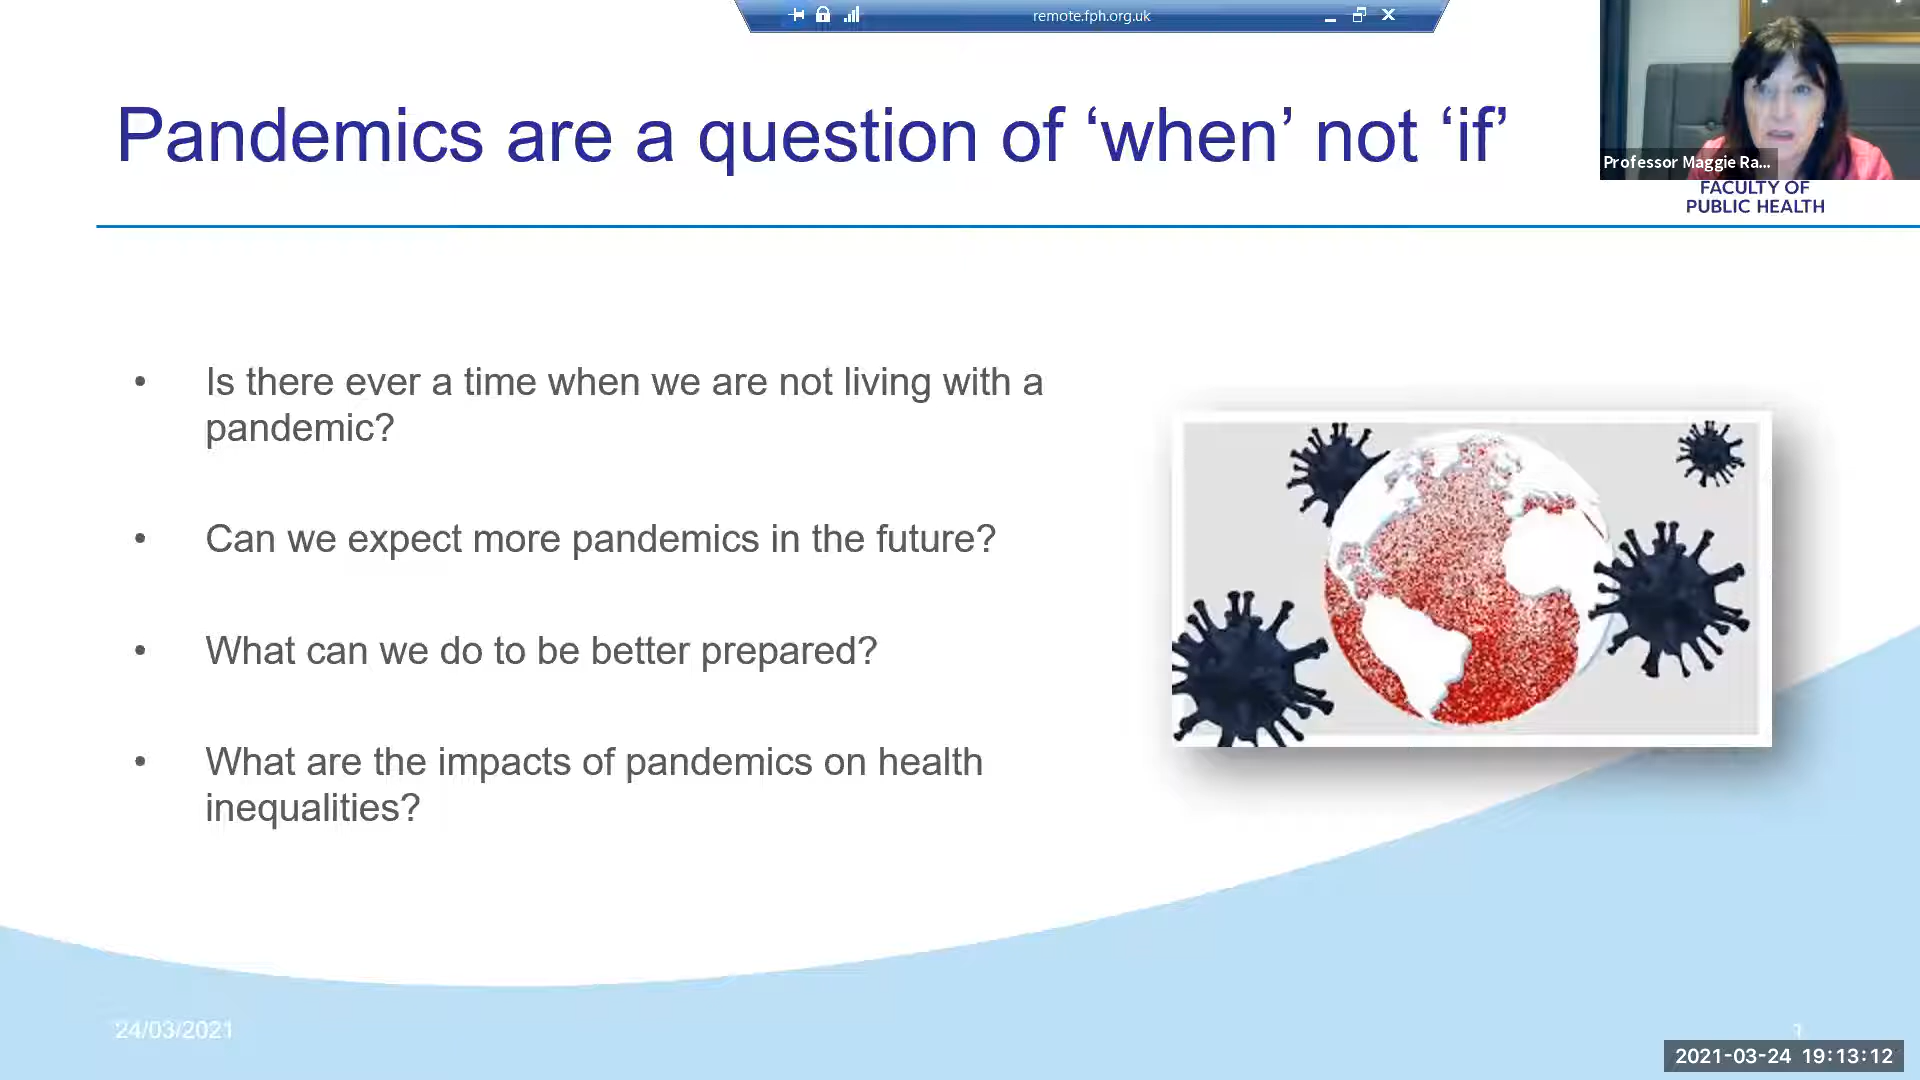 remote.fph.org.uk
Pandemics are a question of ‘when’ not ‘if’
Professor Maggie Ra...
FACULTY OF
PUBLIC HEALTH
• Is there ever a time when we are not living with a
pandemic?
• Can we expect more pandemics in the future?
• What can we do to be better prepared?
• What are the impacts of pandemics on health
inequalities?
24/03/2021
2021-03-24 19:13:12